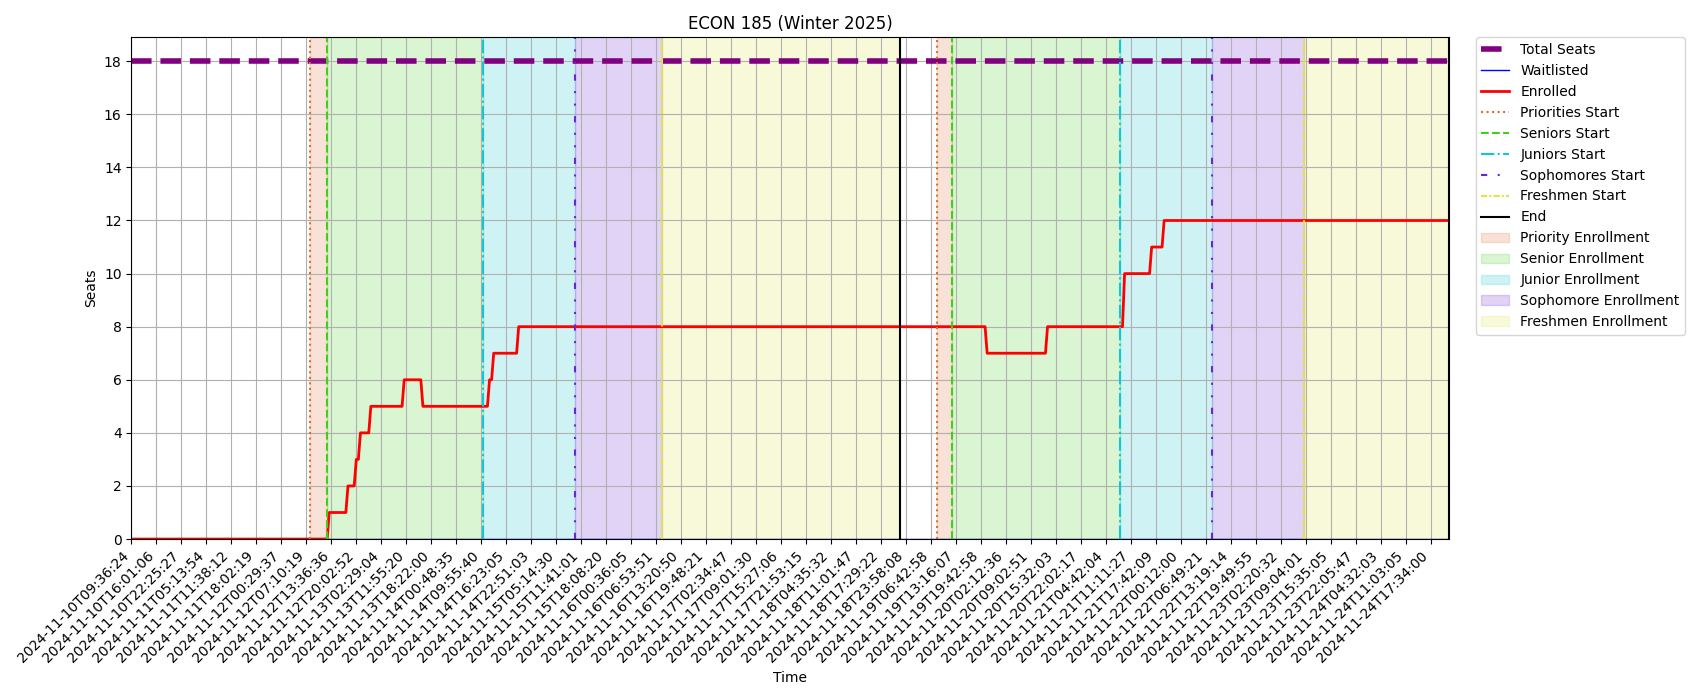 ECON 185 (Winter 2025)
Seats
18
16
14
12
10
8
6
4
2
0
2024-11-10T09:36:24
2024-11-10T16:01:06
2024-11-10T22:25:27
2024-11-11T05:13:54
2024-11-11T11:38:12
2024-11-11T18:02:19
2024-11-12T00:29:37
2024-11-12T07:10:19
2024-11-12T13:36:36
2024-11-12T20:02:52
2024-11-13T02:29:04
2024-11-13T11:55:20
2024-11-13T18:22:00
2024-11-14T00:48:35
2024-11-14T09:55:40
2024-11-14T16:23:05
2024-11-14T22:51:03
2024-11-15T05:14:30
2024-11-15T11:41:01
2024-11-15T18:08:20
2024-11-16T00:36:05
2024-11-16T06:53:51
2024-11-16T13:20:50
2024-11-16T19:48:21
2024-11-17T02:34:47
2024-11-17T09:01:30
2024-11-17T15:27:06
2024-11-17T21:53:15
2024-11-18T04:35:32
2024-11-18T11:01:47
2024-11-18T17:29:22
2024-11-18T23:58:08
2024-11-19T06:42:58
2024-11-19T13:16:07
2024-11-19T19:42:58
2024-11-20T02:12:36
2024-11-20T09:02:51
2024-11-20T15:32:03
2024-11-20T22:02:17
2024-11-21T04:42:04
2024-11-21T11:11:27
2024-11-21T17:42:09
2024-11-22T00:12:00
2024-11-22T06:49:21
2024-11-22T13:19:14
2024-11-22T19:49:55
2024-11-23T02:20:32
2024-11-23T09:04:01
2024-11-23T15:35:05
2024-11-23T22:05:47
2024-11-24T04:32:03
2024-11-24T11:03:05
2024-11-24T17:34:00
Time
Total Seats
Waitlisted
Enrolled
Priorities Start
Seniors Start
Juniors Start
Sophomores Start
Freshmen Start
End
Priority Enrollment
Senior Enrollment
Junior Enrollment
Sophomore Enrollment
Freshmen Enrollment